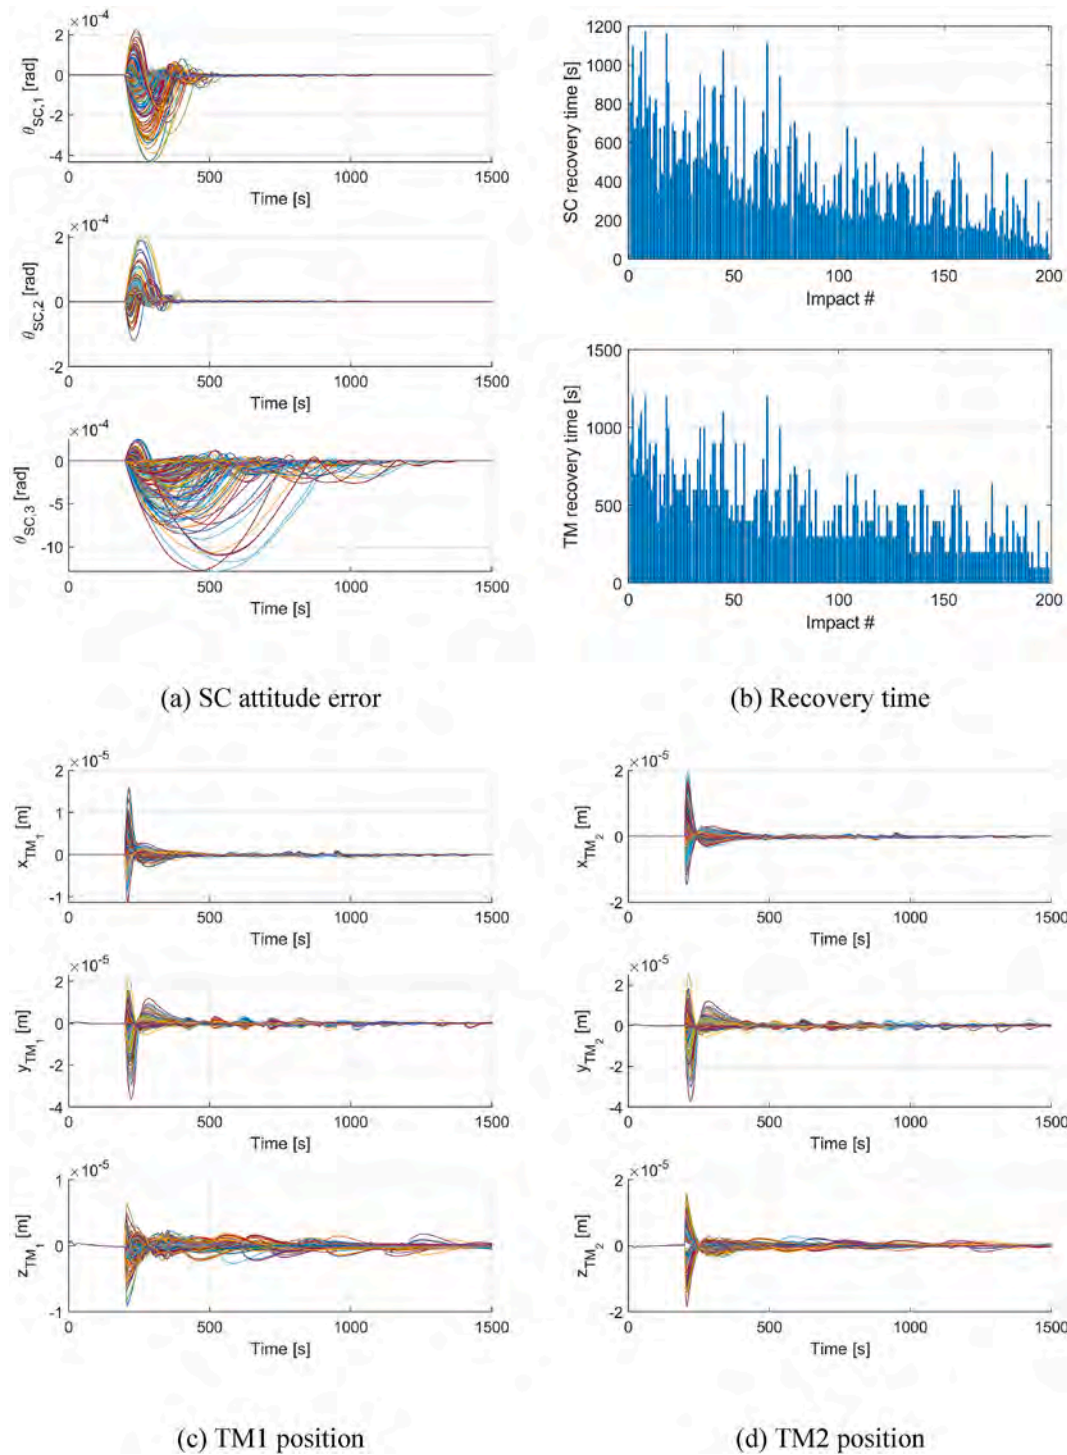 ×10⁻⁴
2
0
-2
-4
θSC,1 [rad]
0 500 1000 1500
Time [s]
×10⁻⁴
2
0
-2
θSC,2 [rad]
0 500 1000 1500
Time [s]
×10⁻⁴
0
-5
-10
θSC,3 [rad]
0 500 1000 1500
Time [s]
(a) SC attitude error
1200
1000
800
600
400
200
0
SC recovery time [s]
0 50 100 150 200
Impact #
1500
1000
500
0
TM recovery time [s]
0 50 100 150 200
Impact #
(b) Recovery time
×10⁻⁵
2
1
0
-1
xTM1 [m]
0 500 1000 1500
Time [s]
×10⁻⁵
2
0
-2
-4
yTM1 [m]
0 500 1000 1500
Time [s]
×10⁻⁵
1
0
-1
zTM1 [m]
0 500 1000 1500
Time [s]
(c) TM1 position
×10⁻⁵
2
0
-2
xTM2 [m]
0 500 1000 1500
Time [s]
×10⁻⁵
2
0
-2
-4
yTM2 [m]
0 500 1000 1500
Time [s]
×10⁻⁵
2
0
-2
zTM2 [m]
0 500 1000 1500
Time [s]
(d) TM2 position